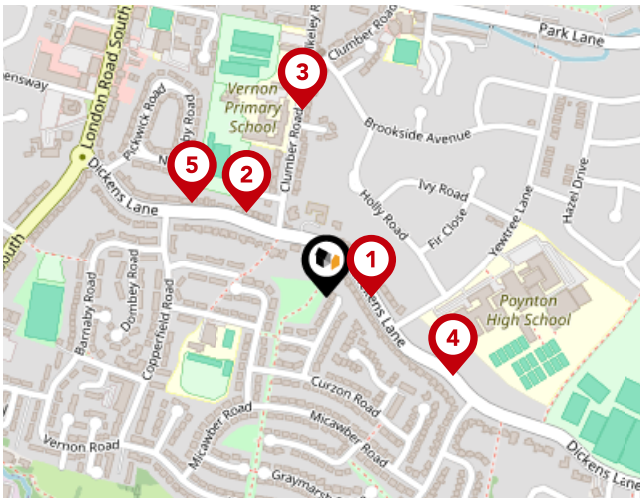 London Road South
Pickwick Road
Dickens Lane
Clumber Road
Park Lane
Vernon
Primary
School
3
Clumber Road
Brookside Avenue
Ivy Road
Holly Road
Fir Close
Yewtree Lane
Hazel Drive
5
2
1
4
Poynton
High School
Barnaby Road
Dombey Road
Copperfield Road
Curzon Road
Micawber Road
Micawber Road
Vernon Road
Dickens Lane